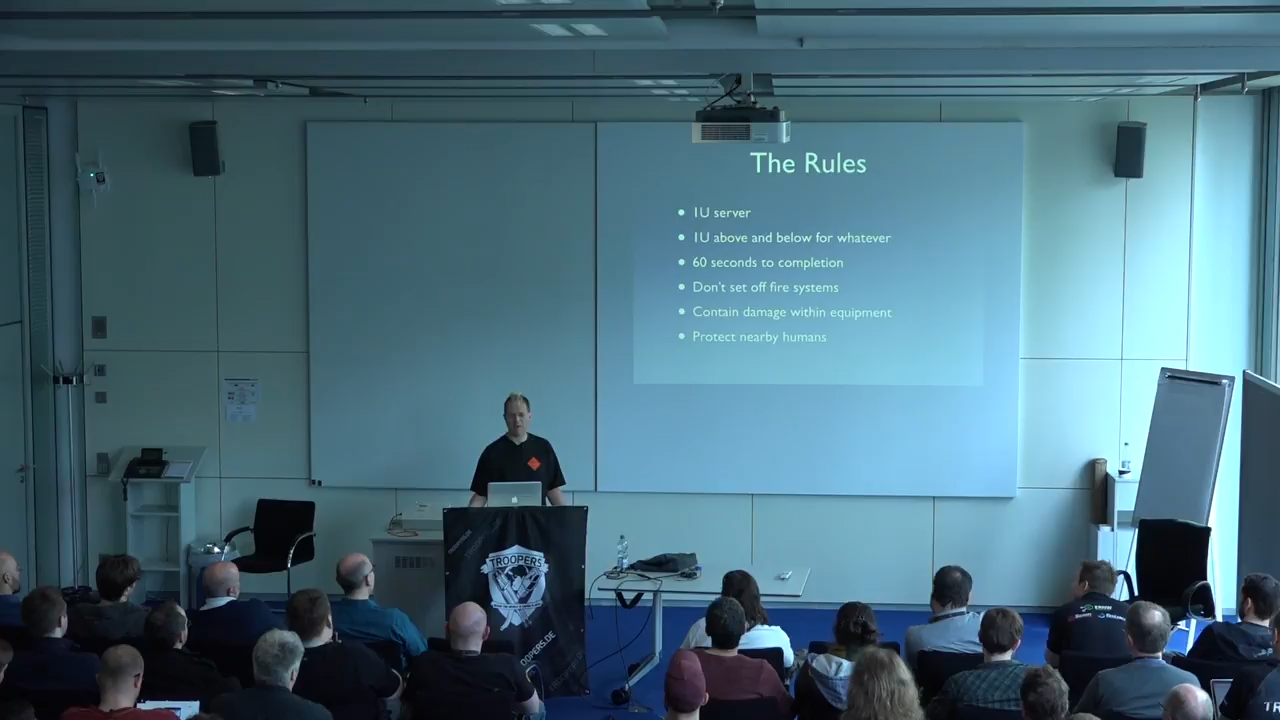 The Rules
1U server
1U above and below for whatever
60 seconds to completion
Don't set off fire systems
Contain damage within equipment
Protect nearby humans
TROOPERS
OOPERS.DE